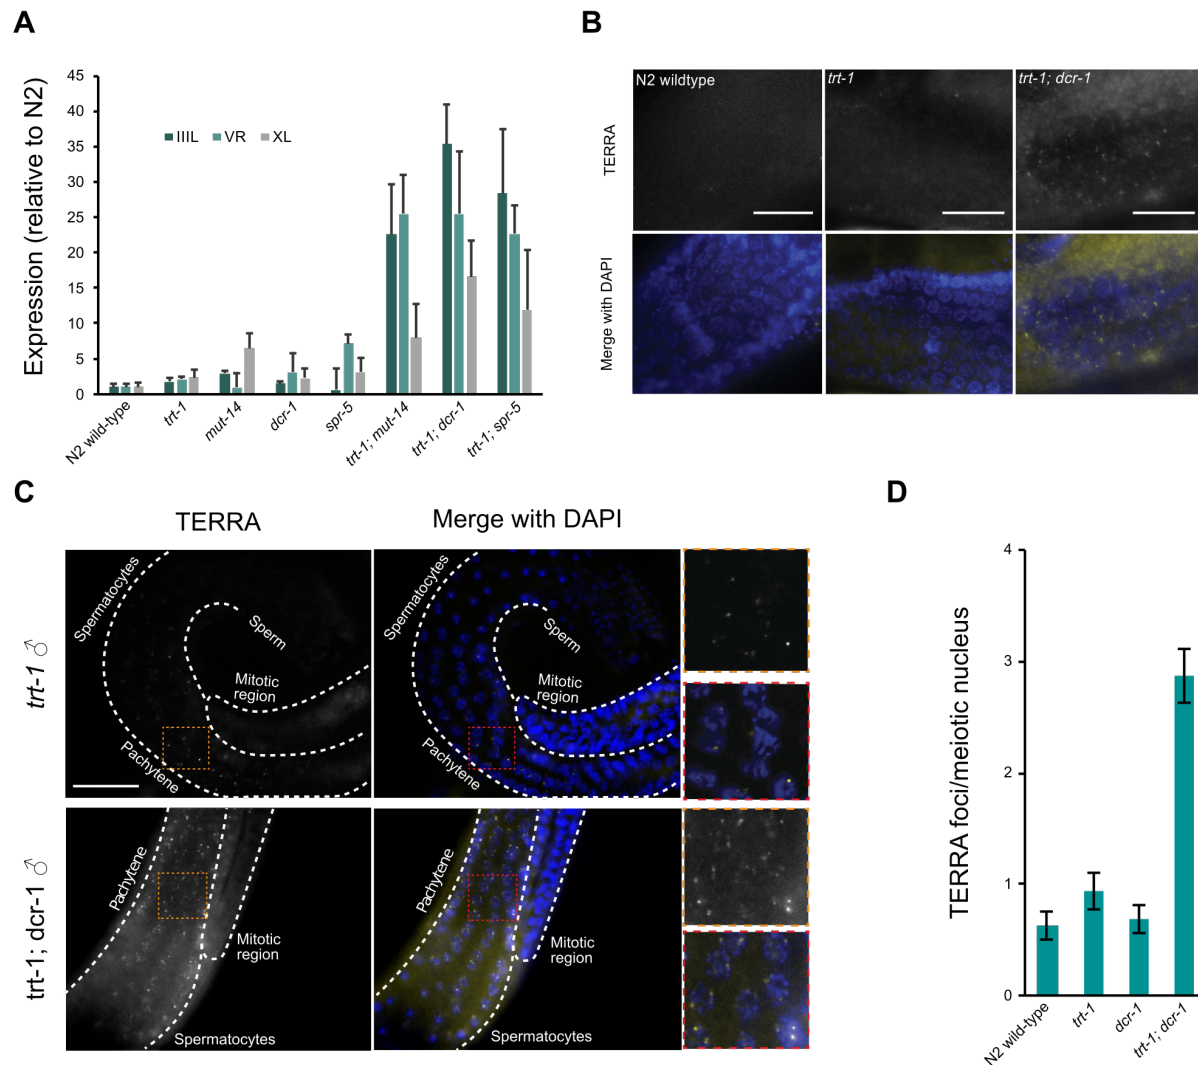 A
Expression (relative to N2)
45
40
35
30
25
20
15
10
5
0
IIIL VR XL
N2 wild-type
trt-1
mut-14
dcr-1
spr-5
trt-1; mut-14
trt-1; dcr-1
trt-1; spr-5
B
N2 wildtype trt-1 trt-1; dcr-1
TERRA
Merge with DAPI
C
TERRA Merge with DAPI
trt-1 ♂
Spermatocytes
Sperm
Mitotic
region
Pachytene
Spermatocytes
Sperm
Mitotic
region
Pachytene
trt-1; dcr-1 ♂
Pachytene
Mitotic
region
Spermatocytes
Pachytene
Mitotic
region
Spermatocytes
D
TERRA foci/meiotic nucleus
4
3
2
1
0
N2 wild-type
trt-1
dcr-1
trt-1; dcr-1